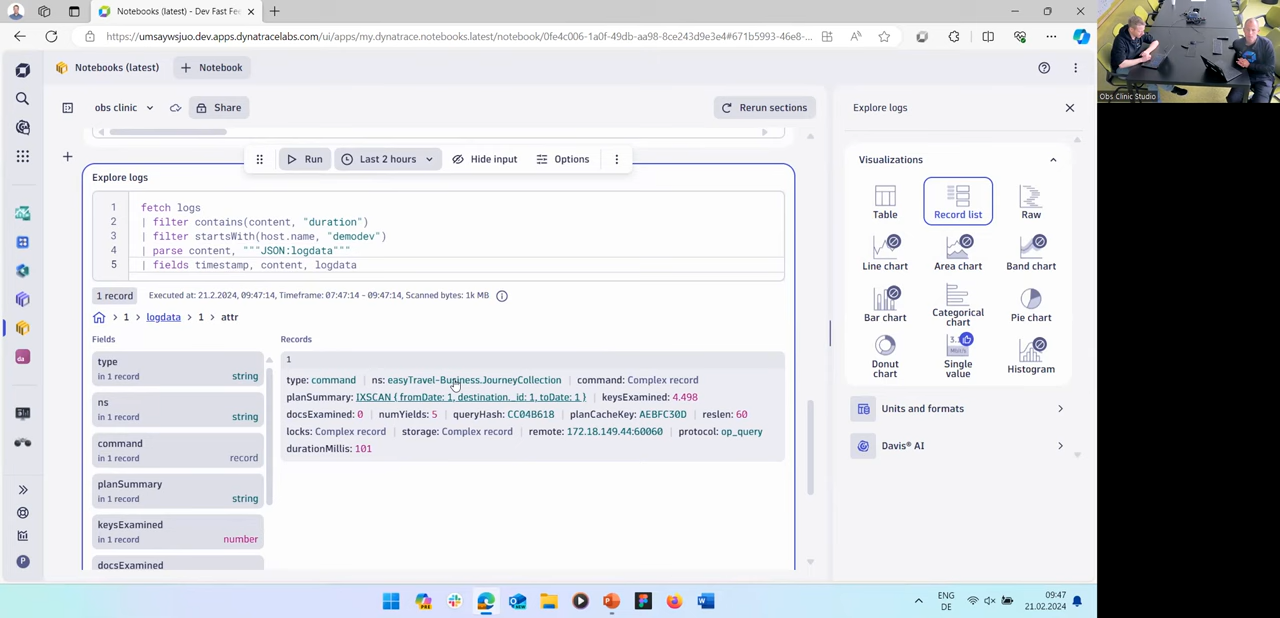 Notebooks (latest) - Dev Fast Fee
https://umsaywsjuo.dev.apps.dynatracelabs.com/ui/apps/my.dynatrace.notebooks.latest/notebook/0fe4c006-1a0f-49db-aa98-8ce243d9e3e4#671b5993-46e8-...
Notebooks (latest)
Notebook
obs clinic
Share
Rerun sections
Run
Last 2 hours
Hide input
Options
Explore logs
1 fetch logs
2 | filter contains(content, "duration")
3 | filter startsWith(host.name, "demodev")
4 | parse content, """JSON:logdata"""
5 | fields timestamp, content, logdata
1 record
Executed at: 21.2.2024, 09:47:14, Timeframe: 07:47:14 - 09:47:14, Scanned bytes: 1k MB
> 1 > logdata > 1 > attr
Fields
type
in 1 record string
ns
in 1 record string
command
in 1 record record
planSummary
in 1 record string
keysExamined
in 1 record number
docsExamined
Records
1
type: command | ns: easyTravel-Business.JourneyCollection | command: Complex record
planSummary: IXSCAN { fromDate: 1, destination._id: 1, toDate: 1 } | keysExamined: 4.498
docsExamined: 0 | numYields: 5 | queryHash: CC04B618 | planCacheKey: AEBFC30D | reslen: 60
locks: Complex record | storage: Complex record | remote: 172.18.149.44:60060 | protocol: op_query
durationMillis: 101
Explore logs
Visualizations
Table
Record list
Raw
Line chart
Area chart
Band chart
Bar chart
Categorical chart
Pie chart
Donut chart
Single value
Histogram
Units and formats
Davis® AI
Obs Clinic Studio
ENG
DE
09:47
21.02.2024